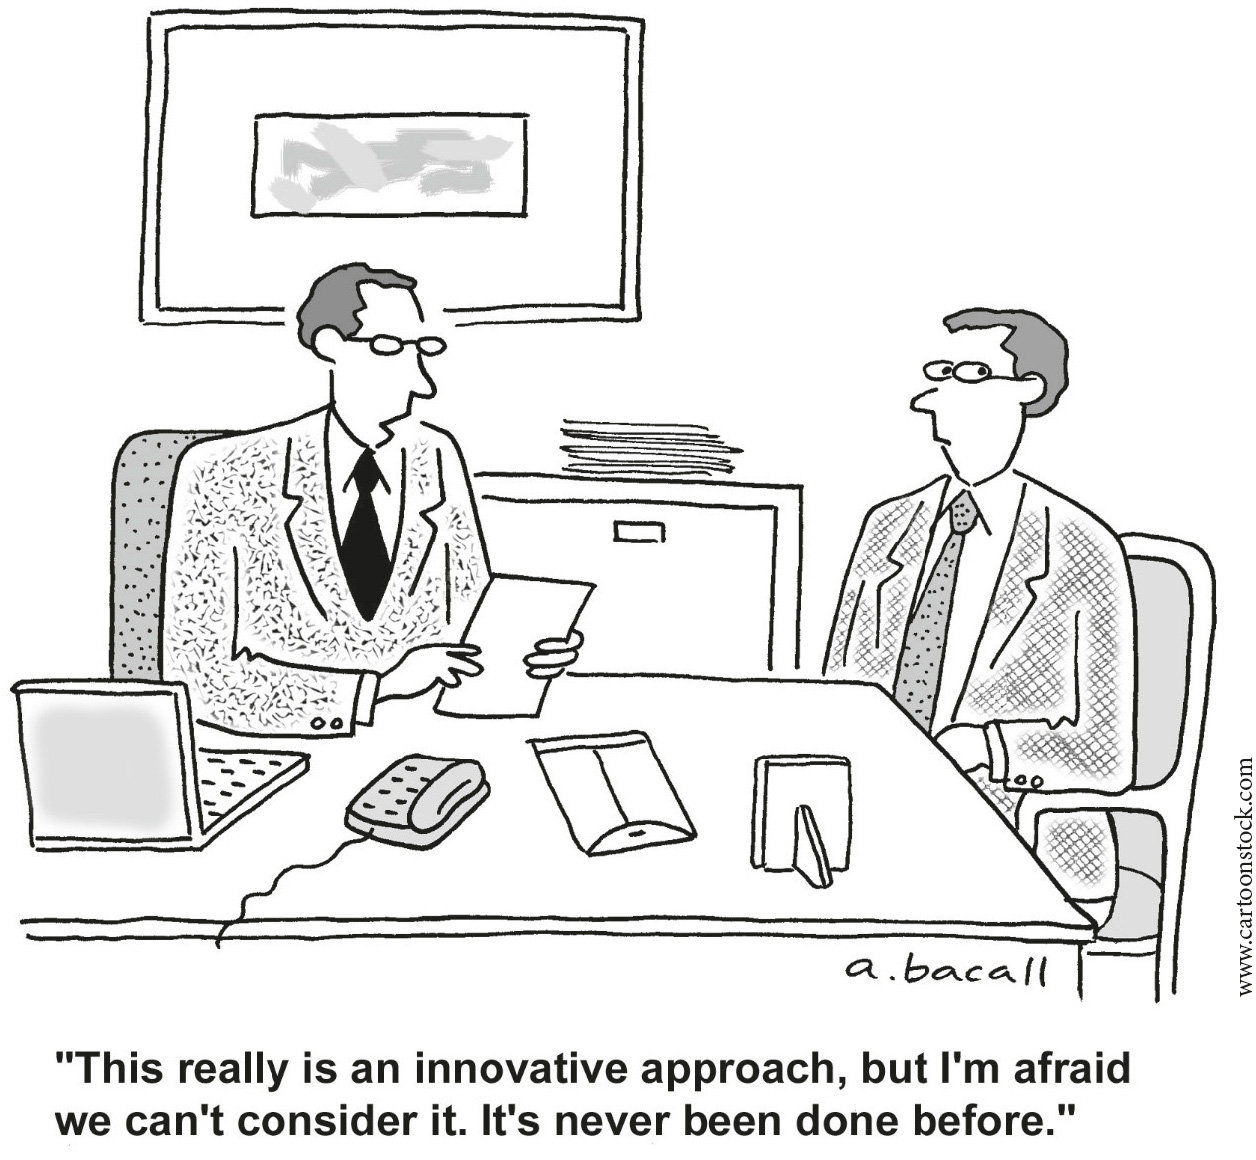 a.bacall
www.cartoonstock.com
"This really is an innovative approach, but I'm afraid
we can't consider it. It's never been done before."